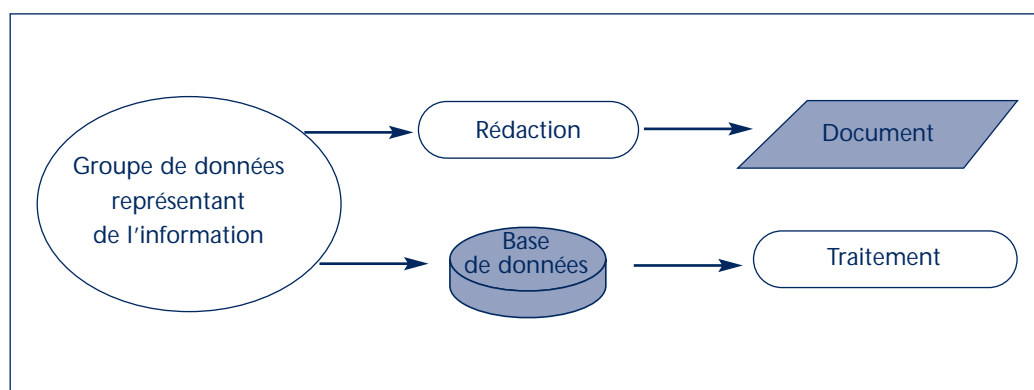 Groupe de données
représentant
de l'information
Rédaction
Document
Base
de données
Traitement